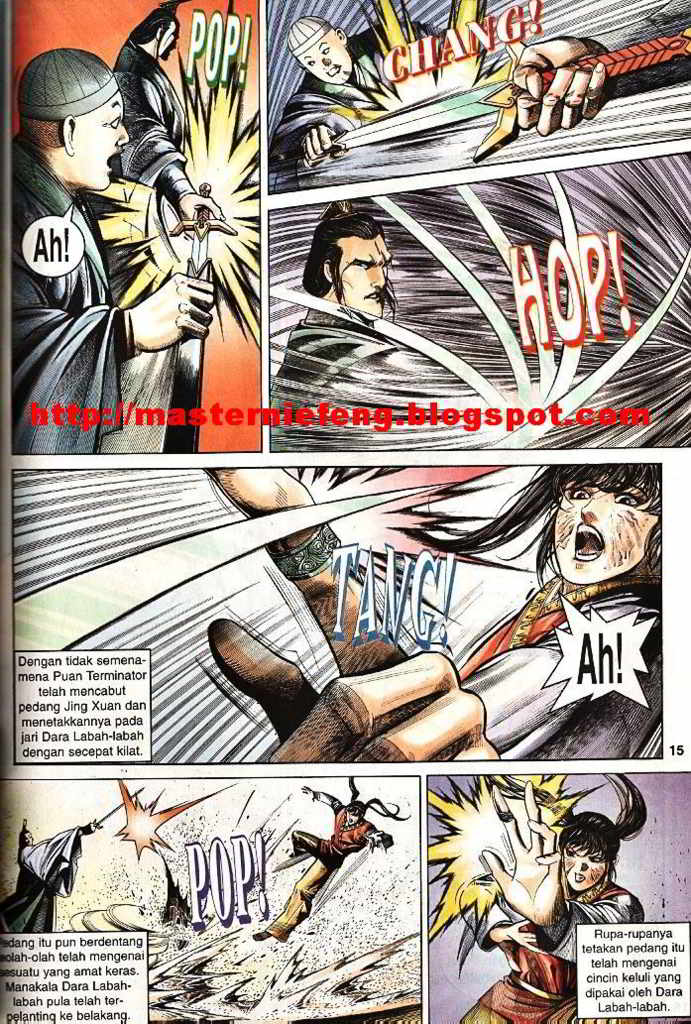 POP!
CHANG!
Ah!
HOP!
http://masterniefeng.blogspot.com
TANG!
Ah!
Dengan tidak semena-
mena Puan Terminator
telah mencabut
pedang Jing Xuan dan
menetakkannya pada
jari Dara Labah-labah
dengan secepat kilat.
15
POP!
Pedang itu pun berdentang
seolah-olah telah mengenai
sesuatu yang amat keras.
Manakala Dara Labah-
labah pula telah ter-
pelanting ke belakang.
Rupa-rupanya
tetakan pedang itu
telah mengenai
cincin keluli yang
dipakai oleh Dara
Labah-labah.